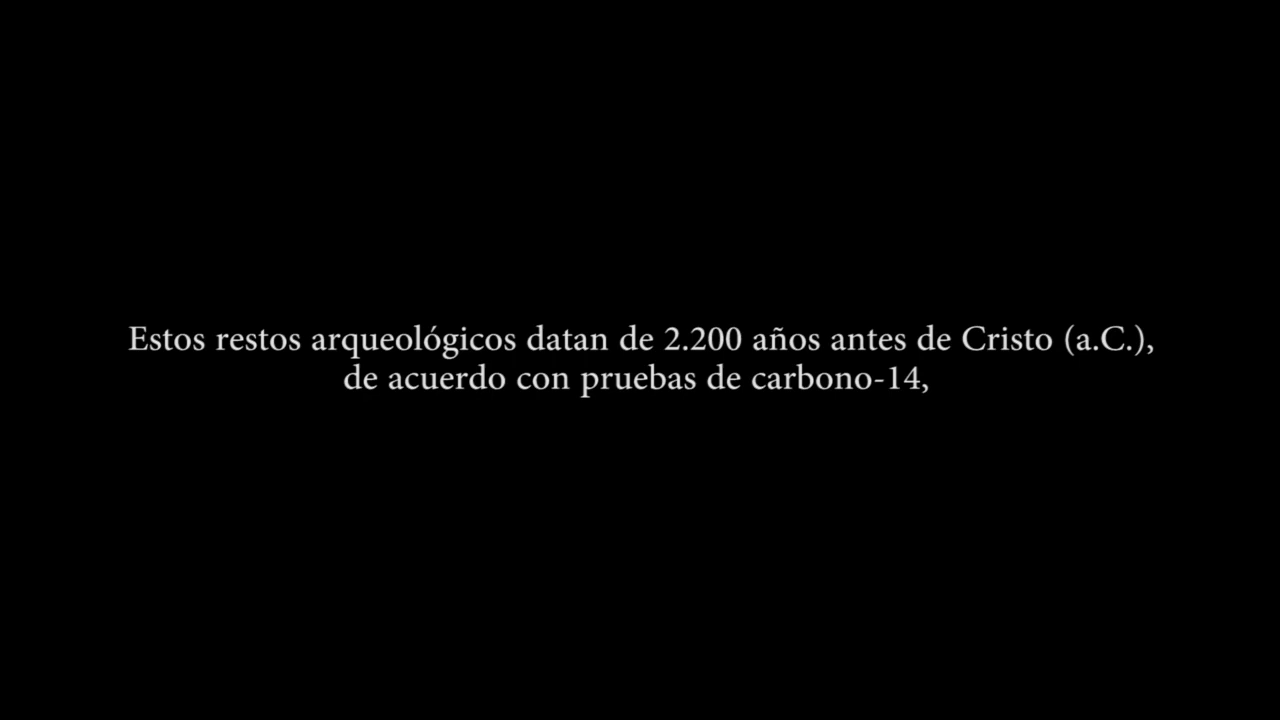 Estos restos arqueológicos datan de 2.200 años antes de Cristo (a.C.),
de acuerdo con pruebas de carbono-14,